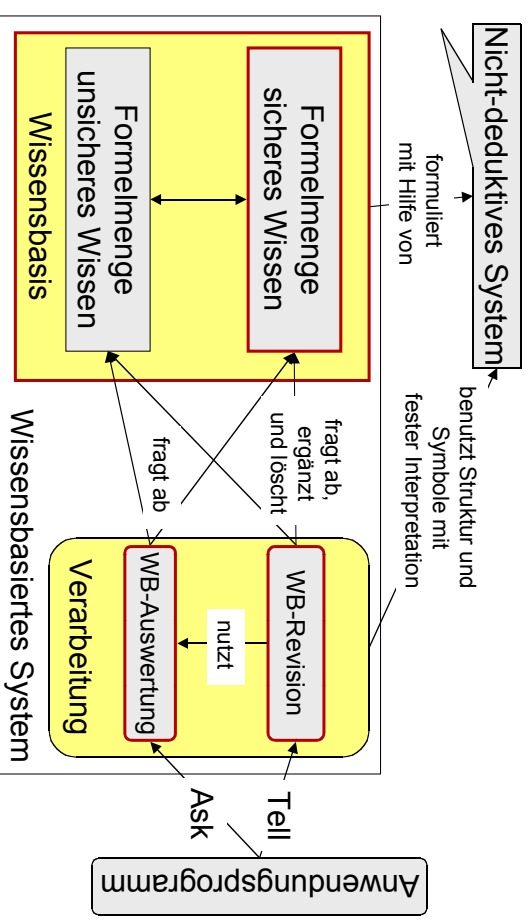 Nicht-deduktives System
formuliert
mit Hilfe von
benutzt Struktur und
Symbole mit
fester Interpretation
Formelmenge
sicheres Wissen
Formelmenge
unsicheres Wissen
Wissensbasis
fragt ab,
ergänzt
und löscht
fragt ab
WB-Revision
nutzt
WB-Auswertung
Verarbeitung
Wissensbasiertes System
Tell
Ask
Anwendungsprogramm